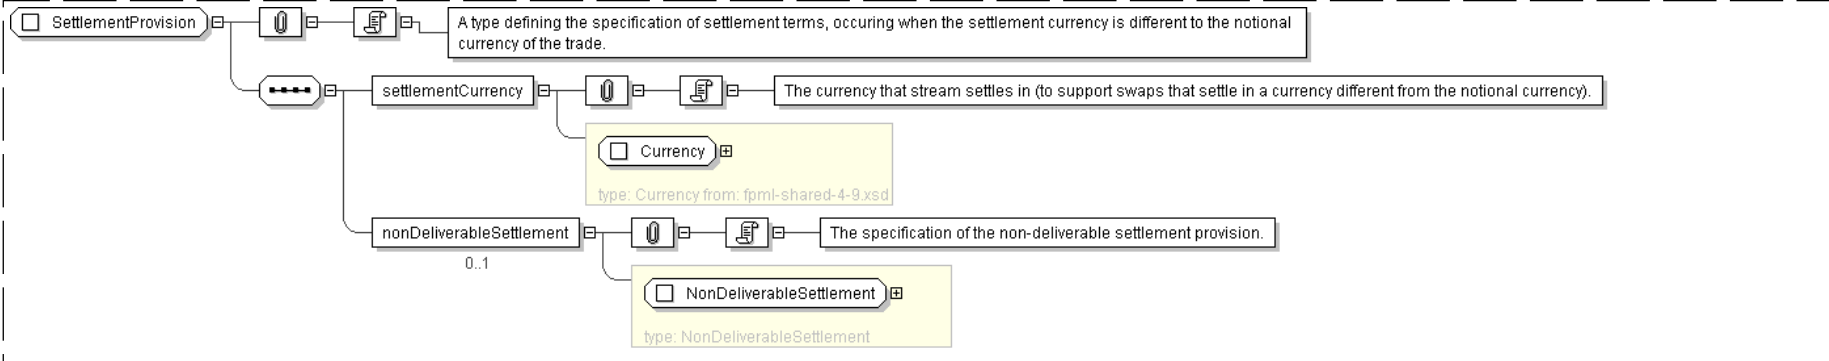 SettlementProvision
A type defining the specification of settlement terms, occuring when the settlement currency is different to the notional
currency of the trade.
settlementCurrency
The currency that stream settles in (to support swaps that settle in a currency different from the notional currency).
Currency
type: Currency from: fpml-shared-4-9.xsd
nonDeliverableSettlement
The specification of the non-deliverable settlement provision.
0..1
NonDeliverableSettlement
type: NonDeliverableSettlement